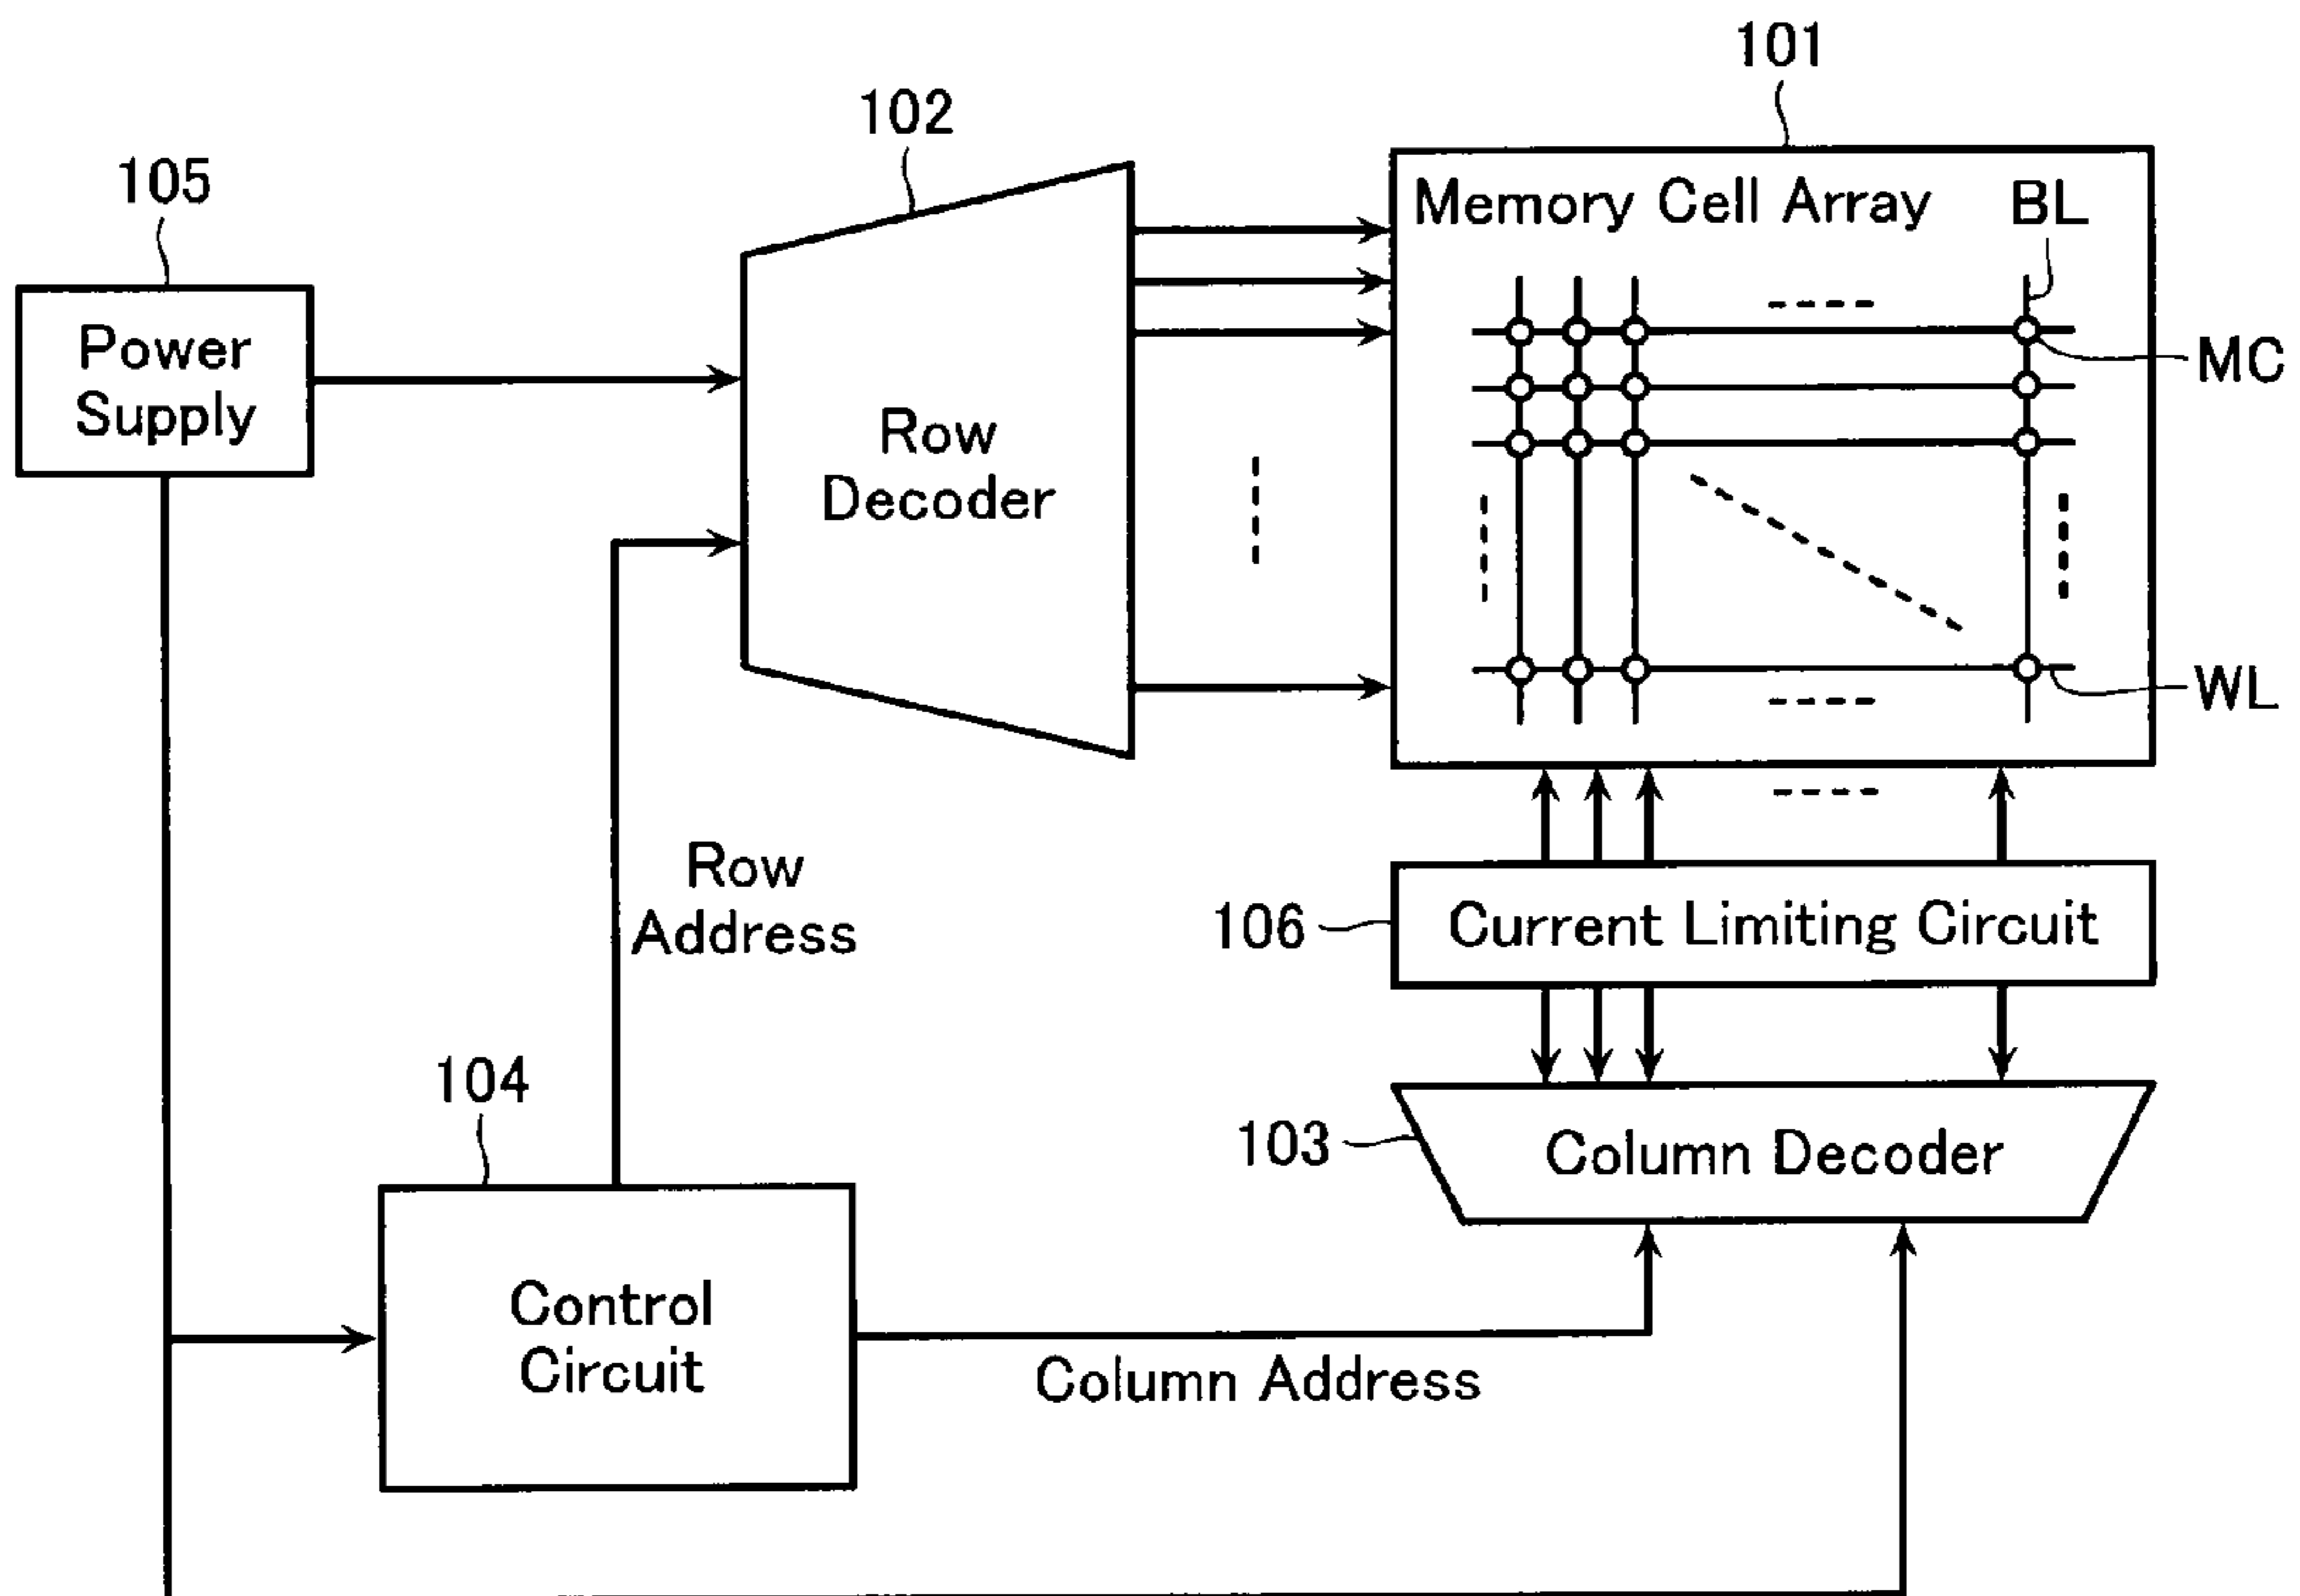 101
102
105
Memory Cell Array
BL
Power
Supply
MC
Row
Decoder
WL
Row
Address
106
Current Limiting Circuit
104
103
Column Decoder
Control
Circuit
Column Address